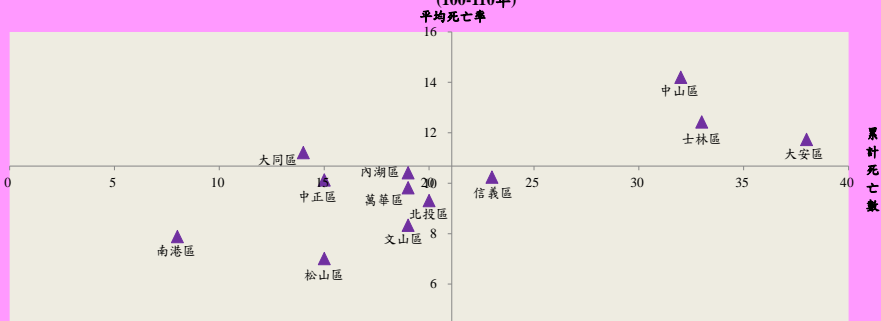 (100-110年)
平均死亡率
16
14
中山區
12
士林區
大安區
累計死亡數
大同區
內湖區
0
5
10
15
20
10
25
30
35
40
中正區
萬華區
信義區
北投區
文山區
8
南港區
松山區
6